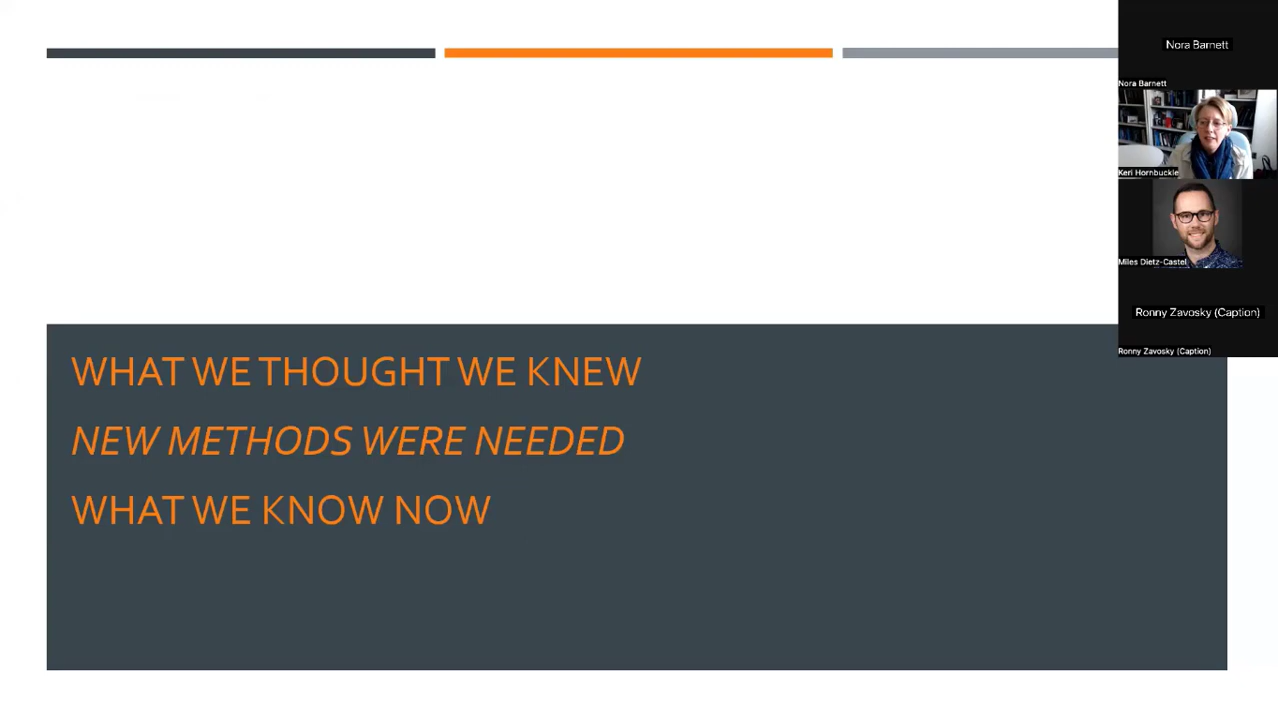 Nora Barnett
Nora Barnett
Keri Hornbuckle
Miles Dietz-Castel
Ronny Zavosky (Caption)
Ronny Zavosky (Caption)
WHAT WE THOUGHT WE KNEW
NEW METHODS WERE NEEDED
WHAT WE KNOW NOW